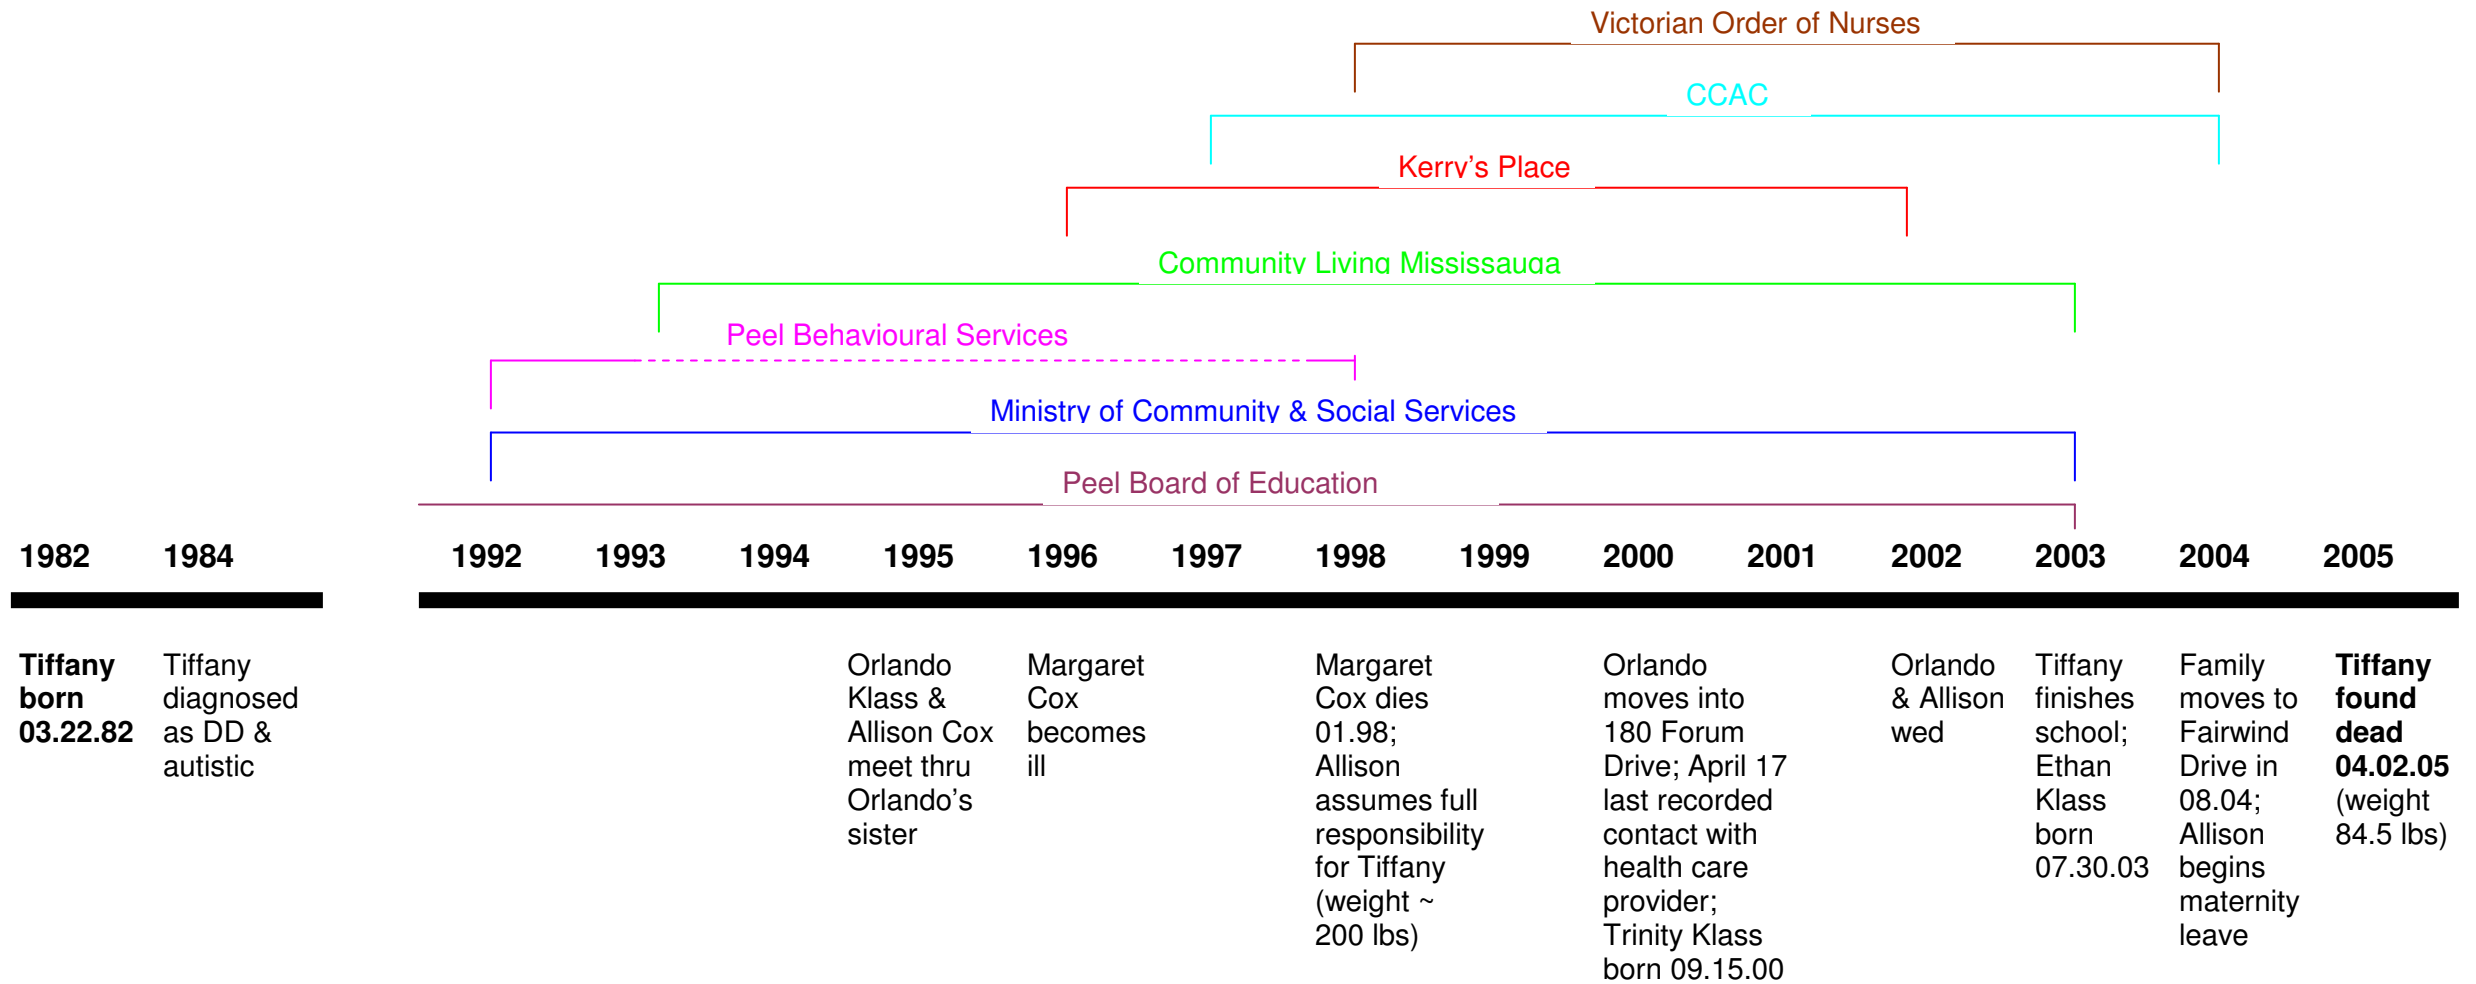 Victorian Order of Nurses
CCAC
Kerry's Place
Community Living Mississauga
Peel Behavioural Services
Ministry of Community & Social Services
Peel Board of Education
1982 1984 1992 1993 1994 1995 1996 1997 1998 1999 2000 2001 2002 2003 2004 2005
Tiffany
born
03.22.82
Tiffany
diagnosed
as DD &
autistic
Orlando
Klass &
Allison Cox
meet thru
Orlando's
sister
Margaret
Cox
becomes
ill
Margaret
Cox dies
01.98;
Allison
assumes full
responsibility
for Tiffany
(weight ~
200 lbs)
Orlando
moves into
180 Forum
Drive; April 17
last recorded
contact with
health care
provider;
Trinity Klass
born 09.15.00
Orlando
& Allison
wed
Tiffany
finishes
school;
Ethan
Klass
born
07.30.03
Family
moves to
Fairwind
Drive in
08.04;
Allison
begins
maternity
leave
Tiffany
found
dead
04.02.05
(weight
84.5 lbs)